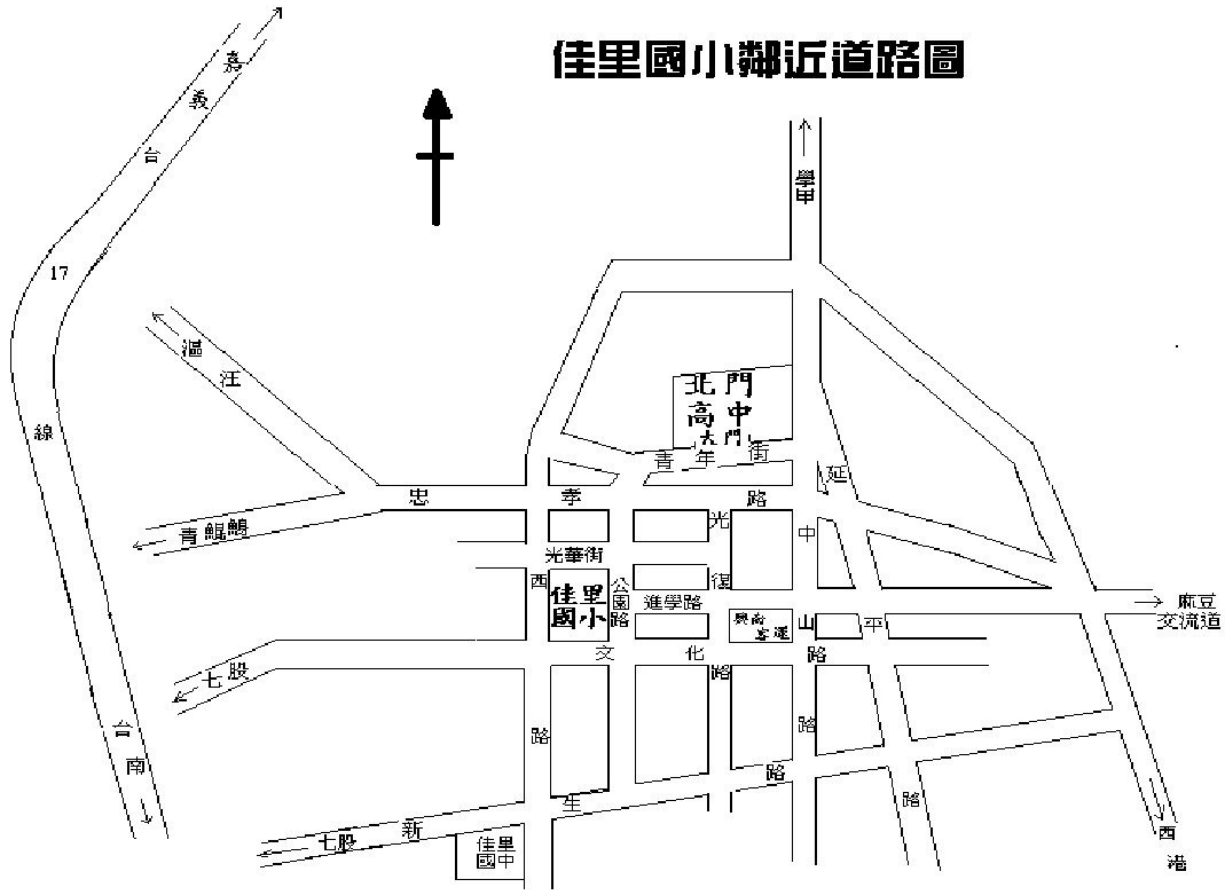 佳里國小鄰近道路圖
嘉義
台17線
台南
學甲
漚汪
北門
高中
大門
青年街
延平路
忠孝路
青鯤鯓
光復路
中山路
光華街
西路
佳里
國小
公園路
進學路
興南
客運
麻豆
交流道
文化路
七股
新生路
七股
佳里
國中
西港